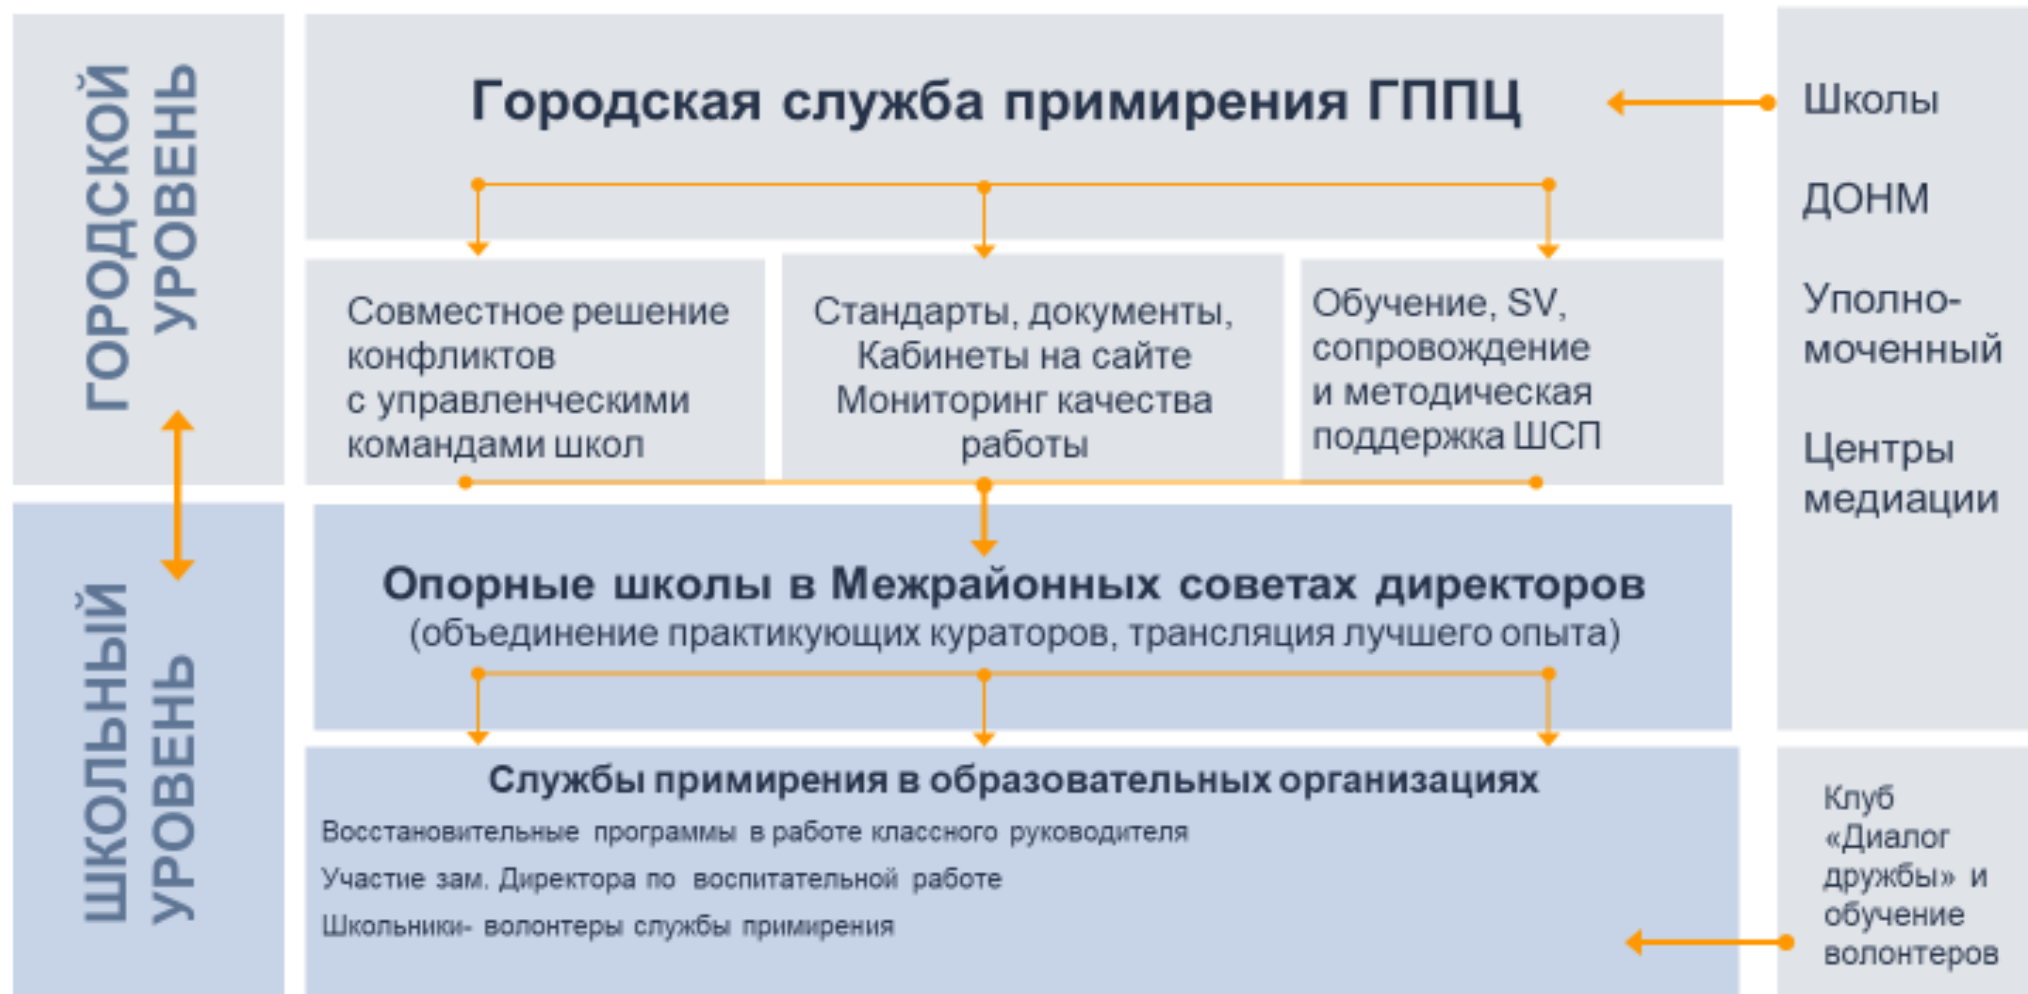 ГОРОДСКОЙ
УРОВЕНЬ
Городская служба примирения ГППЦ
Совместное решение
конфликтов
с управленческими
командами школ
Стандарты, документы,
Кабинеты на сайте
Мониторинг качества
работы
Обучение, SV,
сопровождение
и методическая
поддержка ШСП
Школы
ДОНМ
Уполно-
моченный
Центры
медиации
ШКОЛЬНЫЙ
УРОВЕНЬ
Опорные школы в Межрайонных советах директоров
(объединение практикующих кураторов, трансляция лучшего опыта)
Службы примирения в образовательных организациях
Восстановительные программы в работе классного руководителя
Участие зам. Директора по воспитательной работе
Школьники- волонтеры службы примирения
Клуб
«Диалог
дружбы» и
обучение
волонтеров